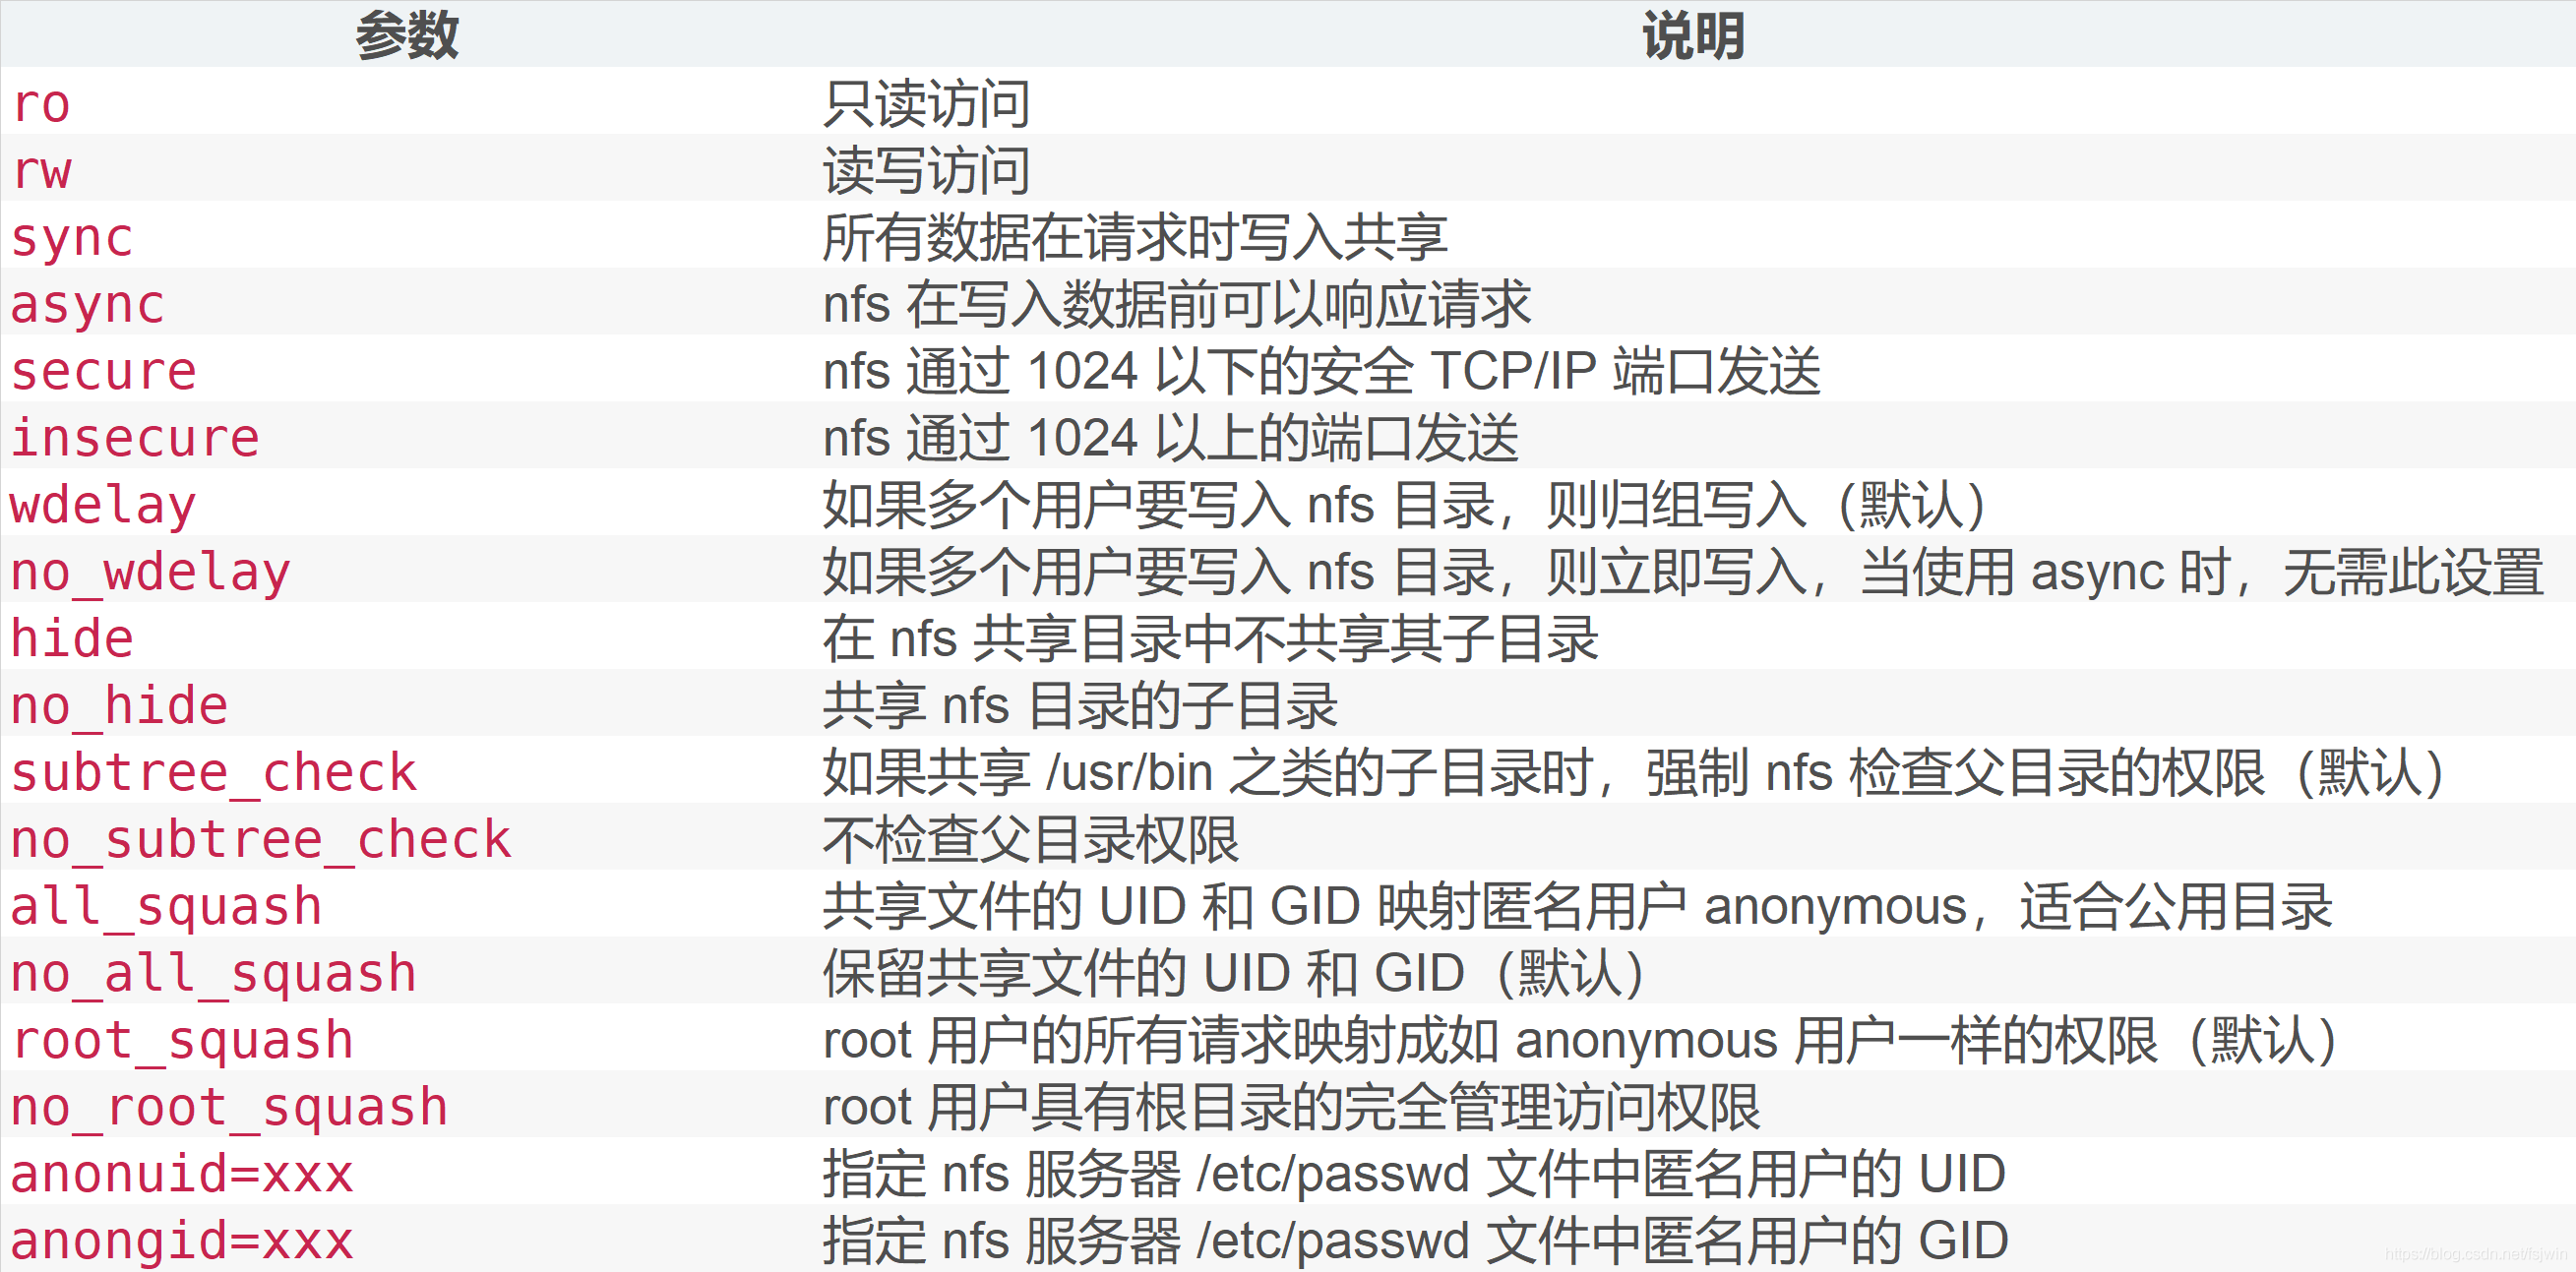 参数 说明
ro 只读访问
rw 读写访问
sync 所有数据在请求时写入共享
async nfs 在写入数据前可以响应请求
secure nfs 通过 1024 以下的安全 TCP/IP 端口发送
insecure nfs 通过 1024 以上的端口发送
wdelay 如果多个用户要写入 nfs 目录，则归组写入（默认）
no_wdelay 如果多个用户要写入 nfs 目录，则立即写入，当使用 async 时，无需此设置
hide 在 nfs 共享目录中不共享其子目录
no_hide 共享 nfs 目录的子目录
subtree_check 如果共享 /usr/bin 之类的子目录时，强制 nfs 检查父目录的权限（默认）
no_subtree_check 不检查父目录权限
all_squash 共享文件的 UID 和 GID 映射匿名用户 anonymous，适合公用目录
no_all_squash 保留共享文件的 UID 和 GID（默认）
root_squash root 用户的所有请求映射成如 anonymous 用户一样的权限（默认）
no_root_squash root 用户具有根目录的完全管理访问权限
anonuid=xxx 指定 nfs 服务器 /etc/passwd 文件中匿名用户的 UID
anongid=xxx 指定 nfs 服务器 /etc/passwd 文件中匿名用户的 GID
https://blog.csdn.net/fsjwin